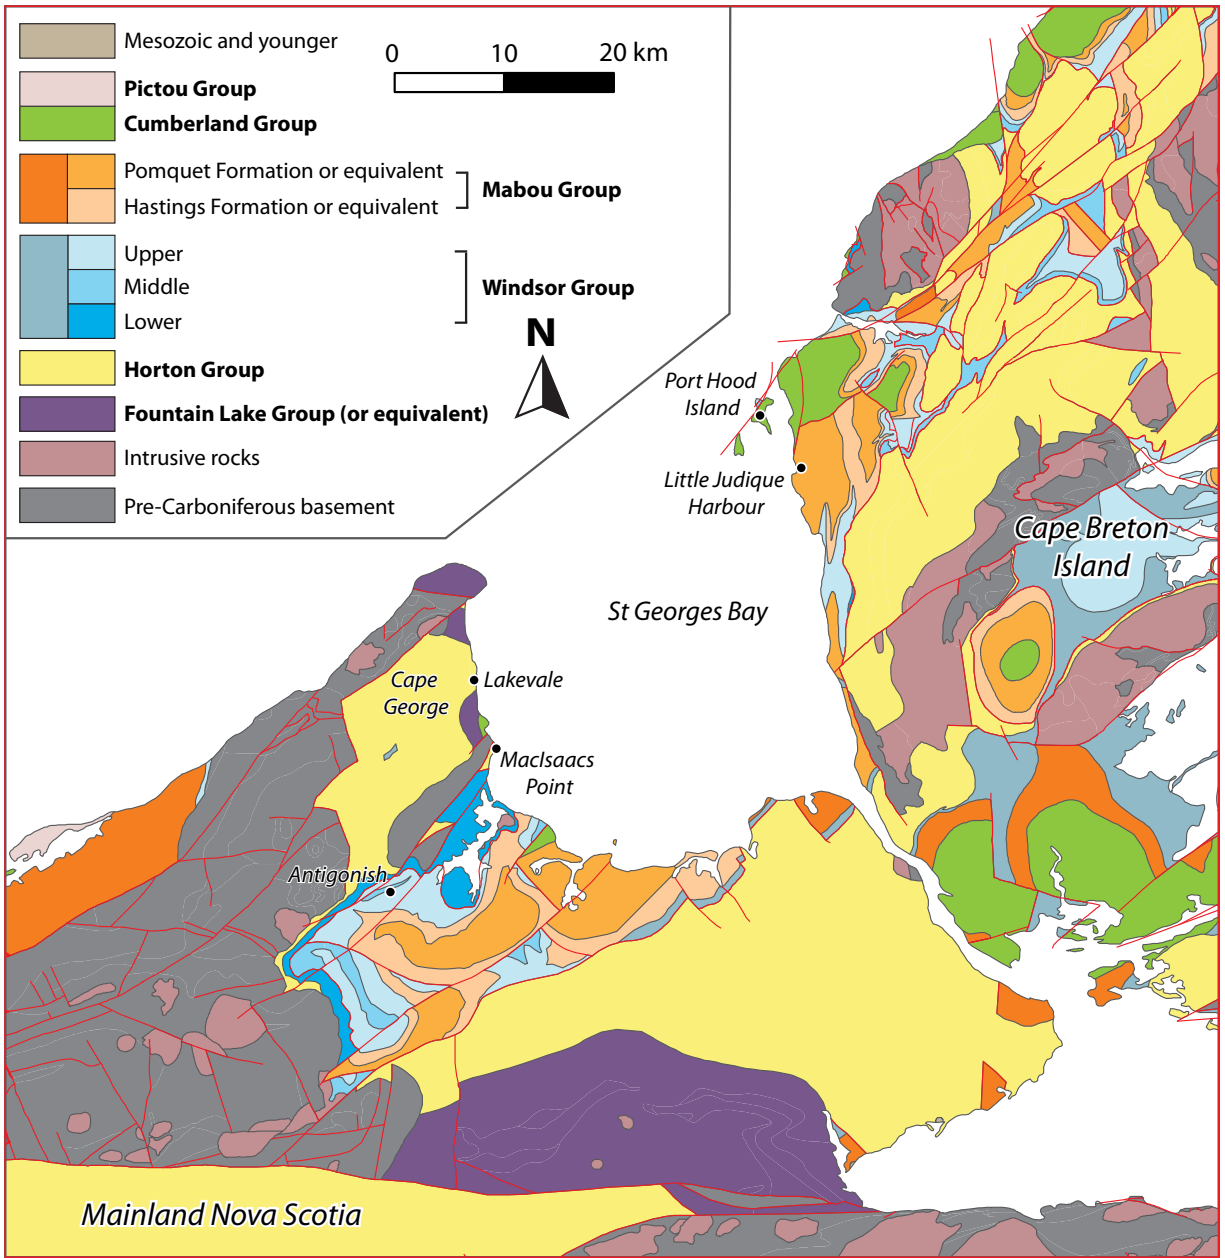 Mesozoic and younger
Pictou Group
Cumberland Group
Pomquet Formation or equivalent
Hastings Formation or equivalent
Mabou Group
Upper
Middle
Lower
Windsor Group
Horton Group
Fountain Lake Group (or equivalent)
Intrusive rocks
Pre-Carboniferous basement
0 10 20 km
N
Port Hood
Island
Little Judique
Harbour
Cape Breton
Island
St Georges Bay
Cape
George
Lakevale
MacIsaacs
Point
Antigonish
Mainland Nova Scotia